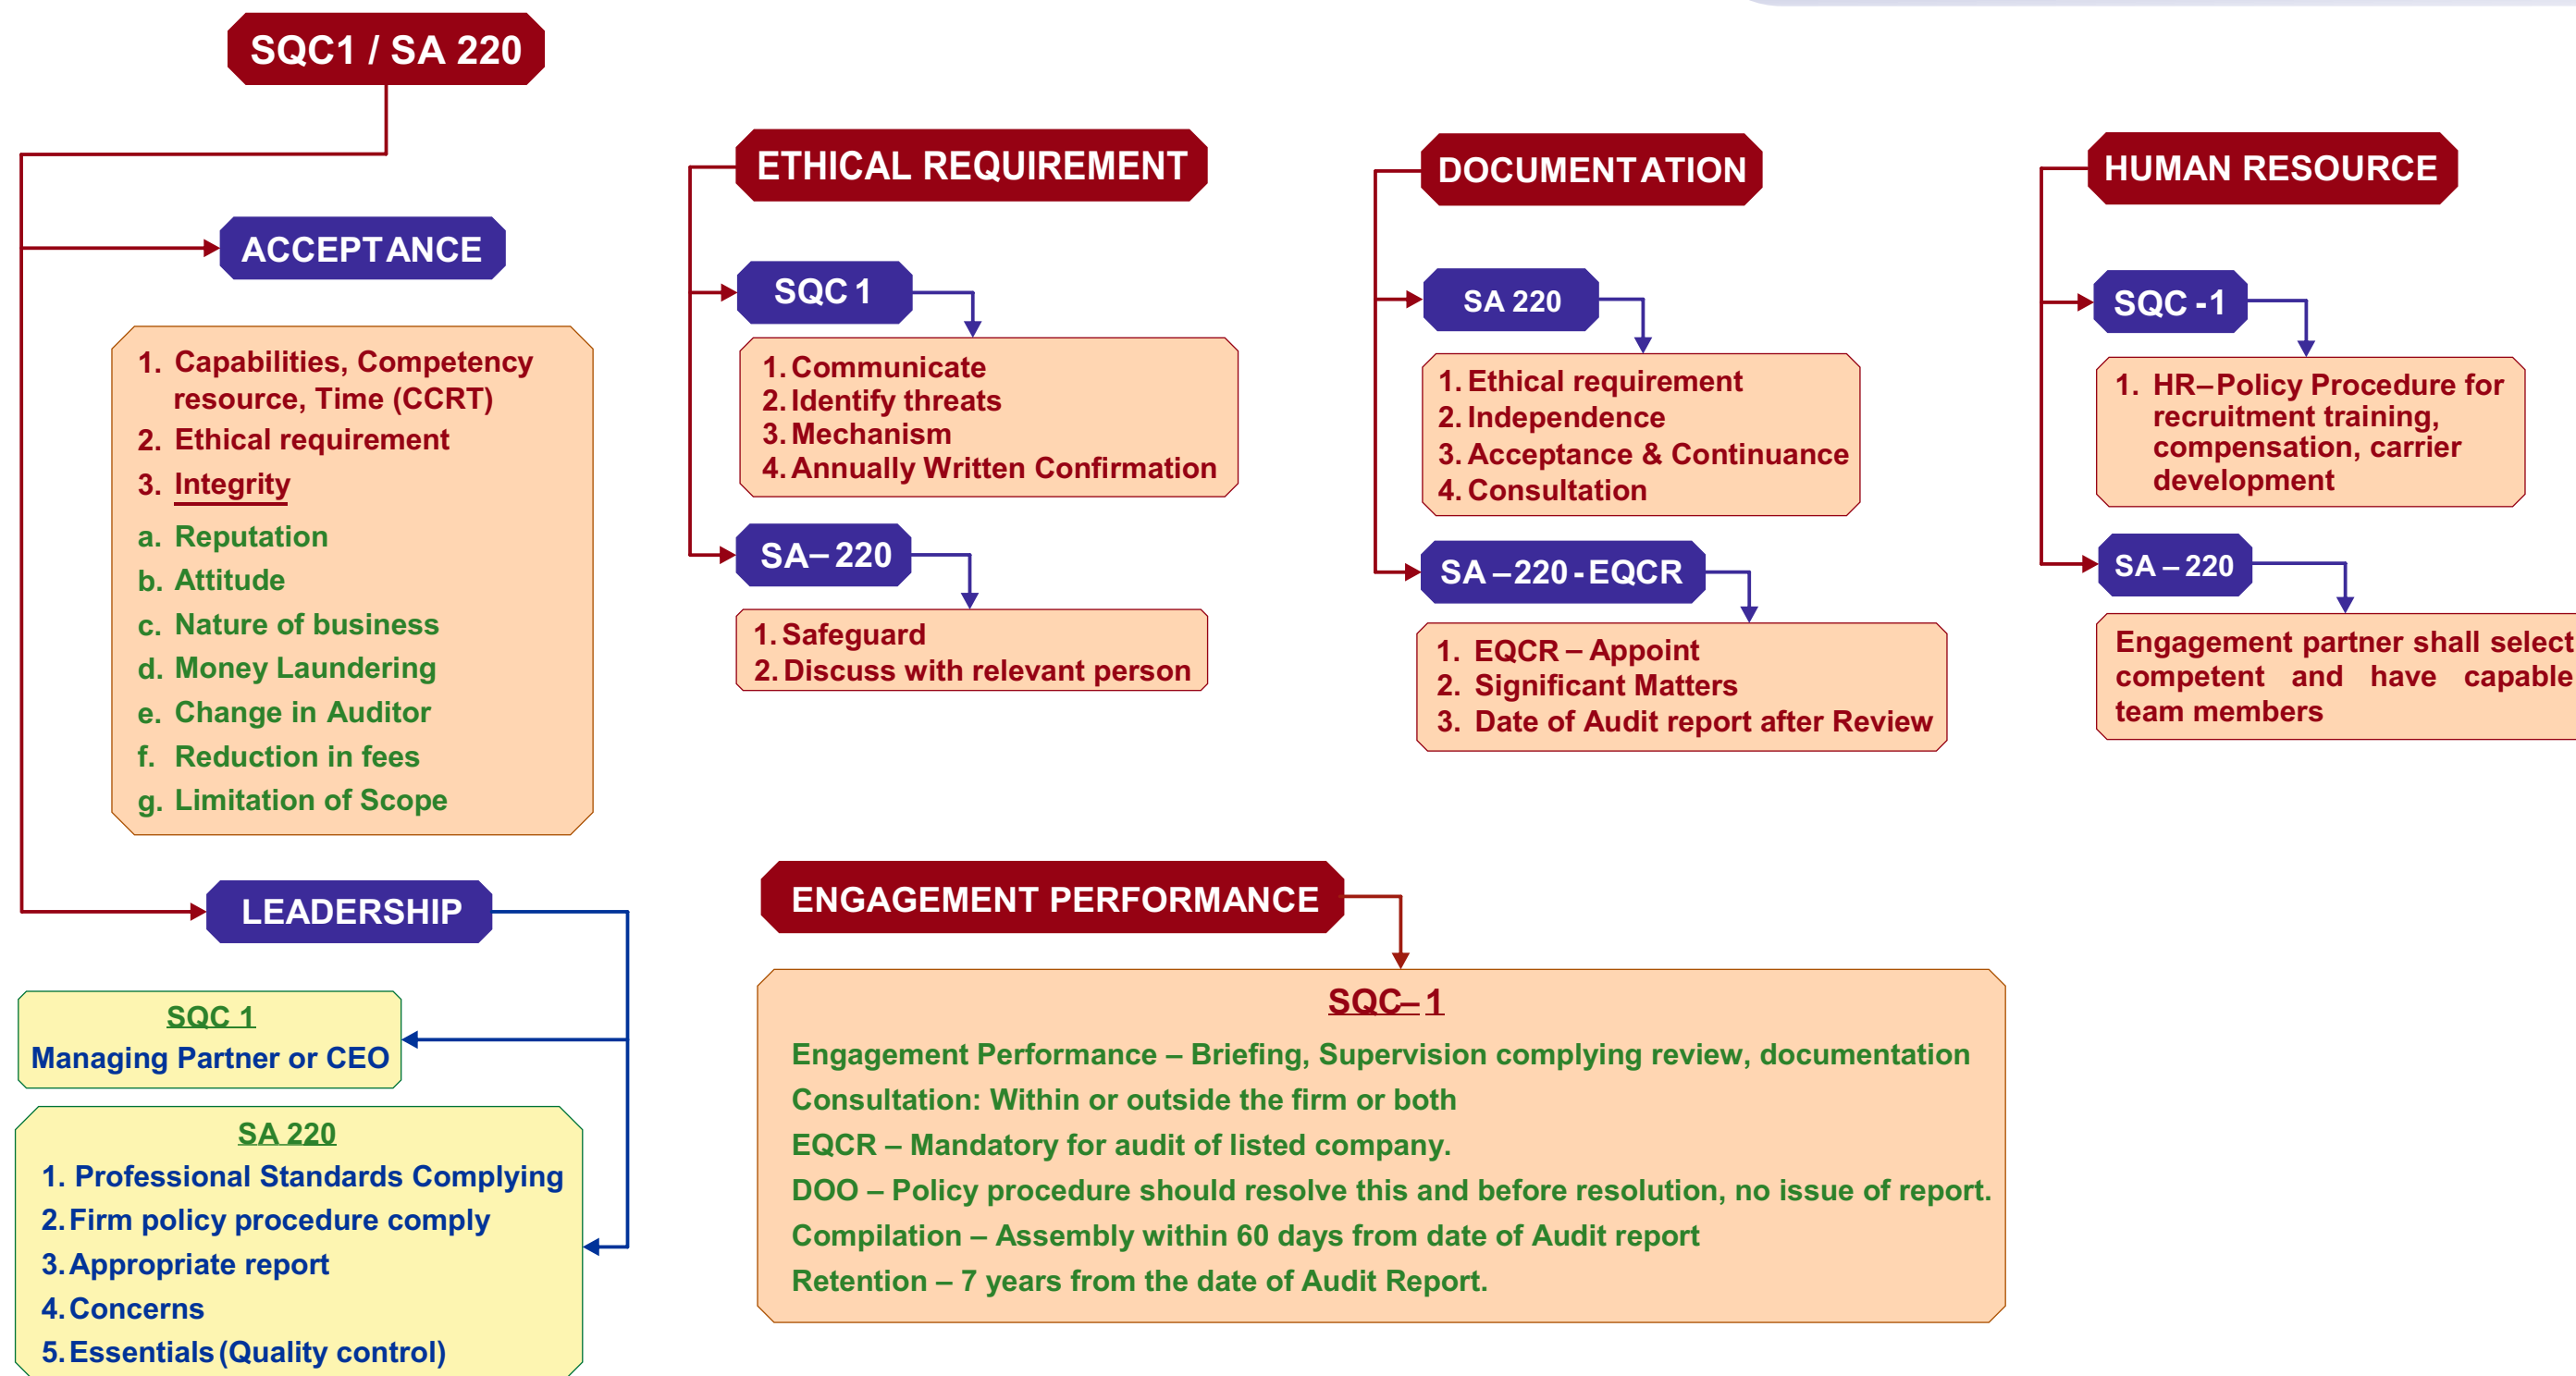 SQC1 / SA 220
ACCEPTANCE
1. Capabilities, Competency
resource, Time (CCRT)
2. Ethical requirement
3. Integrity
a. Reputation
b. Attitude
c. Nature of business
d. Money Laundering
e. Change in Auditor
f. Reduction in fees
g. Limitation of Scope
LEADERSHIP
SQC 1
Managing Partner or CEO
SA 220
1. Professional Standards Complying
2. Firm policy procedure comply
3. Appropriate report
4. Concerns
5. Essentials (Quality control)
ETHICAL REQUIREMENT
SQC 1
1. Communicate
2. Identify threats
3. Mechanism
4. Annually Written Confirmation
SA– 220
1. Safeguard
2. Discuss with relevant person
DOCUMENTATION
SA 220
1. Ethical requirement
2. Independence
3. Acceptance & Continuance
4. Consultation
SA –220 - EQCR
1. EQCR – Appoint
2. Significant Matters
3. Date of Audit report after Review
HUMAN RESOURCE
SQC -1
1. HR–Policy Procedure for
recruitment training,
compensation, carrier
development
SA – 220
Engagement partner shall select
competent and have capable
team members
ENGAGEMENT PERFORMANCE
SQC– 1
Engagement Performance – Briefing, Supervision complying review, documentation
Consultation: Within or outside the firm or both
EQCR – Mandatory for audit of listed company.
DOO – Policy procedure should resolve this and before resolution, no issue of report.
Compilation – Assembly within 60 days from date of Audit report
Retention – 7 years from the date of Audit Report.